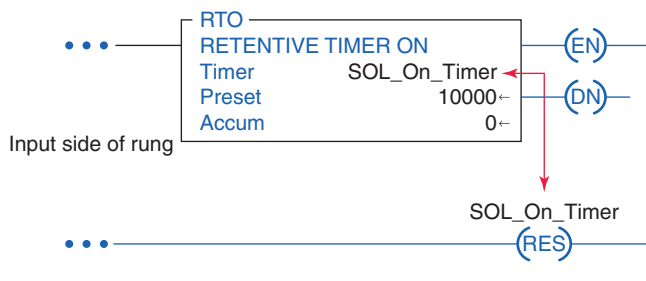 RTO
RETENTIVE TIMER ON
Timer SOL_On_Timer
Preset 10000←
Accum 0←
(EN)
(DN)
Input side of rung
SOL_On_Timer
(RES)